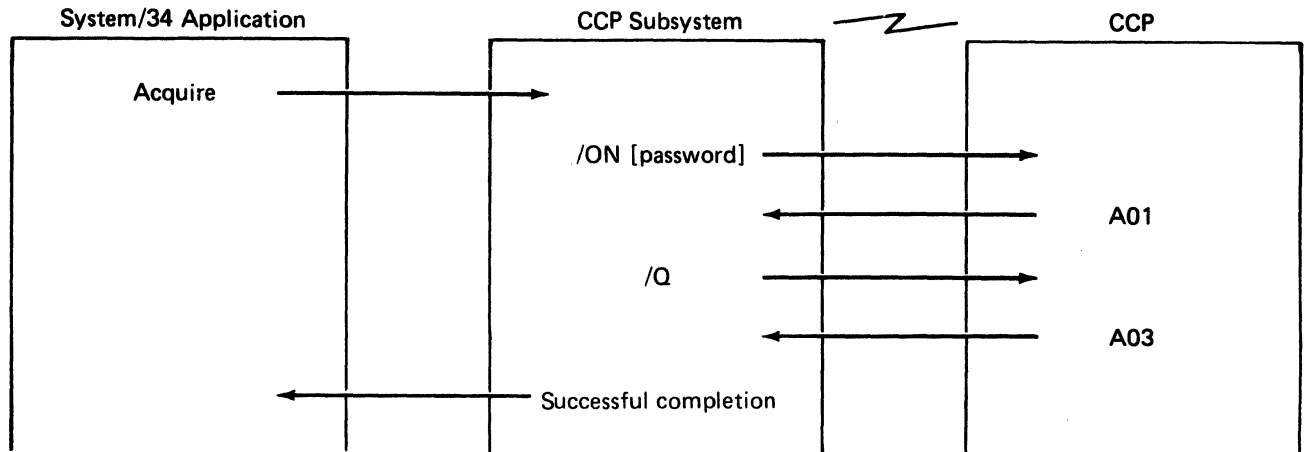 System/34 Application
CCP Subsystem
CCP
Acquire
/ON [password]
A01
/Q
A03
Successful completion